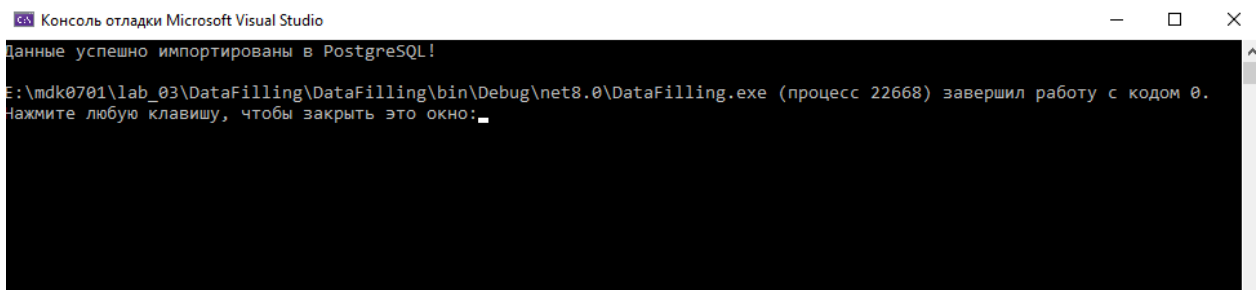 Консоль отладки Microsoft Visual Studio
Данные успешно импортированы в PostgreSQL!
E:\mdk0701\lab_03\DataFilling\DataFilling\bin\Debug\net8.0\DataFilling.exe (процесс 22668) завершил работу с кодом 0.
Нажмите любую клавишу, чтобы закрыть это окно: